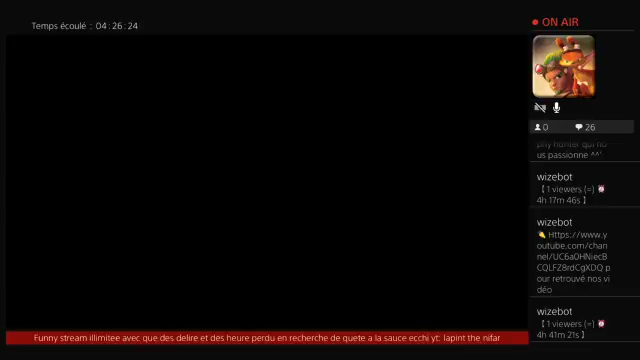 Temps écoulé : 04:26:24
ON AIR
0 26
phy hunter qui no
us passionne ^^'
wizebot
【 1 viewers (=) ⏰
4h 17m 46s 】
wizebot
Https://www.y
outube.com/chan
nel/UC6a0HNiecB
CQLFZ8rdCgXDQ p
our retrouvé nos vi
déo
wizebot
【 1 viewers (=) ⏰
4h 41m 21s 】
Funny stream illimitee avec que des delire et des heure perdu en recherche de quete a la sauce ecchi yt: lapint the nifar